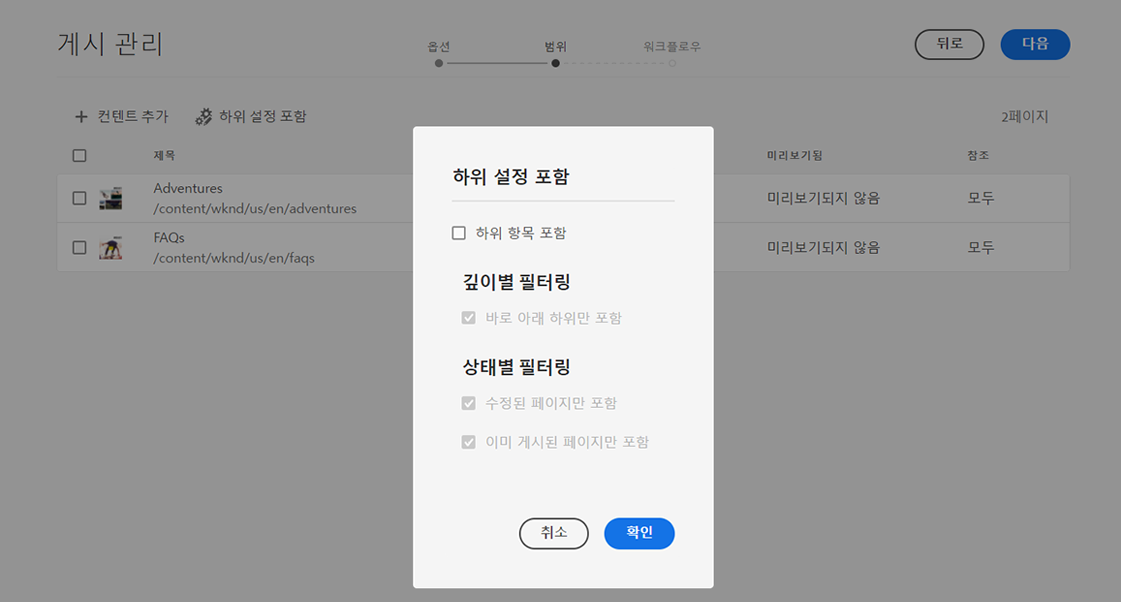 게시 관리
옵션
범위
워크플로우
뒤로
다음
컨텐트 추가
하위 설정 포함
2페이지
제목
미리보기됨
참조
Adventures
/content/wknd/us/en/adventures
미리보기되지 않음
모두
FAQs
/content/wknd/us/en/faqs
미리보기되지 않음
모두
하위 설정 포함
하위 항목 포함
깊이별 필터링
바로 아래 하위만 포함
상태별 필터링
수정된 페이지만 포함
이미 게시된 페이지만 포함
취소
확인